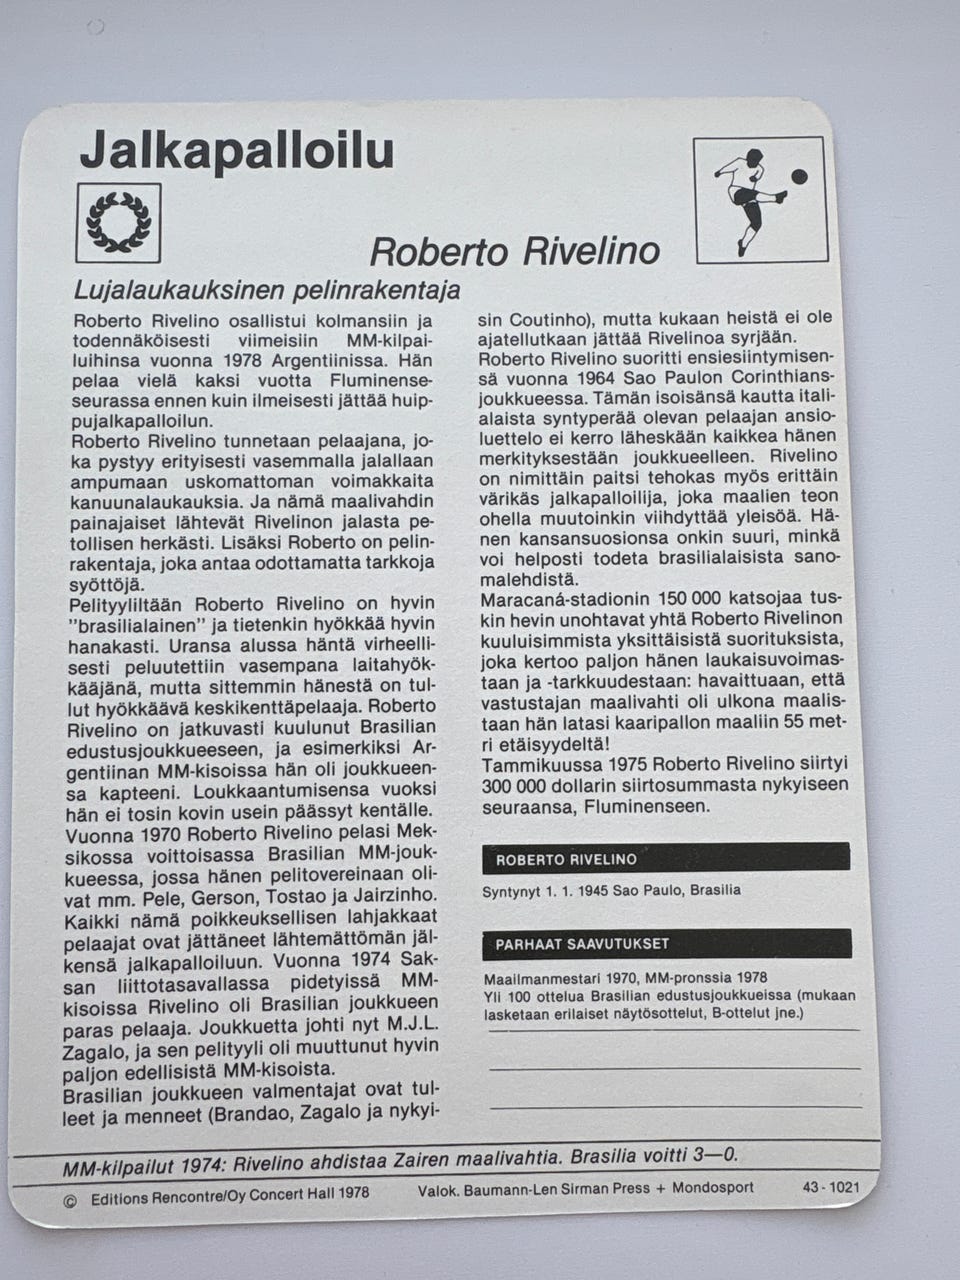 Jalkapalloilu
Roberto Rivelino
Lujalaukauksinen pelinrakentaja
Roberto Rivelino osallistui kolmansiin ja
todennäköisesti viimeisiin MM-kilpai-
luihinsa vuonna 1978 Argentiinissa. Hän
pelaa vielä kaksi vuotta Fluminense-
seurassa ennen kuin ilmeisesti jättää huip-
pujalkapalloilun.
Roberto Rivelino tunnetaan pelaajana, jo-
ka pystyy erityisesti vasemmalla jalallaan
ampumaan uskomattoman voimakkaita
kanuunalaukauksia. Ja nämä maalivahdin
painajaiset lähtevät Rivelinon jalasta pe-
tollisen herkästi. Lisäksi Roberto on pelin-
rakentaja, joka antaa odottamatta tarkkoja
syöttöjä.
Pelityyliltään Roberto Rivelino on hyvin
"brasilialainen" ja tietenkin hyökkää hyvin
hanakasti. Uransa alussa häntä virheelli-
sesti peluutettiin vasempana laitahyök-
kääjänä, mutta sittemmin hänestä on tul-
lut hyökkäävä keskikenttäpelaaja. Roberto
Rivelino on jatkuvasti kuulunut Brasilian
edustusjoukkueeseen, ja esimerkiksi Ar-
gentiinan MM-kisoissa hän oli joukkueen-
sa kapteeni. Loukkaantumisensa vuoksi
hän ei tosin kovin usein päässyt kentälle.
Vuonna 1970 Roberto Rivelino pelasi Mek-
sikossa voittoisassa Brasilian MM-jouk-
kueessa, jossa hänen pelitovereinaan oli-
vat mm. Pele, Gerson, Tostao ja Jairzinho.
Kaikki nämä poikkeuksellisen lahjakkaat
pelaajat ovat jättäneet lähtemättömän jäl-
kensä jalkapalloiluun. Vuonna 1974 Sak-
san liittotasavallassa pidetyissä MM-
kisoissa Rivelino oli Brasilian joukkueen
paras pelaaja. Joukkuetta johti nyt M.J.L.
Zagalo, ja sen pelityyli oli muuttunut hyvin
paljon edellisistä MM-kisoista.
Brasilian joukkueen valmentajat ovat tul-
leet ja menneet (Brandao, Zagalo ja nykyi-
sin Coutinho), mutta kukaan heistä ei ole
ajatellutkaan jättää Rivelinoa syrjään.
Roberto Rivelino suoritti ensiesiintymisen-
sä vuonna 1964 Sao Paulon Corinthians-
joukkueessa. Tämän isoisänsä kautta itali-
alaista syntyperää olevan pelaajan ansio-
luettelo ei kerro läheskään kaikkea hänen
merkityksestään joukkueelleen. Rivelino
on nimittäin paitsi tehokas myös erittäin
värikäs jalkapalloilija, joka maalien teon
ohella muutoinkin viihdyttää yleisöä. Hä-
nen kansansuosionsa onkin suuri, minkä
voi helposti todeta brasilialaisista sano-
malehdistä.
Maracaná-stadionin 150 000 katsojaa tus-
kin hevin unohtavat yhtä Roberto Rivelinon
kuuluisimmista yksittäisistä suorituksista,
joka kertoo paljon hänen laukaisuvoimas-
taan ja -tarkkuudestaan: havaittuaan, että
vastustajan maalivahti oli ulkona maalis-
taan hän latasi kaaripallon maaliin 55 met-
ri etäisyydeltä!
Tammikuussa 1975 Roberto Rivelino siirtyi
300 000 dollarin siirtosummasta nykyiseen
seuraansa, Fluminenseen.
ROBERTO RIVELINO
Syntynyt 1. 1. 1945 Sao Paulo, Brasilia
PARHAAT SAAVUTUKSET
Maailmanmestari 1970, MM-pronssia 1978
Yli 100 ottelua Brasilian edustusjoukkueissa (mukaan
lasketaan erilaiset näytösottelut, B-ottelut jne.)
MM-kilpailut 1974: Rivelino ahdistaa Zairen maalivahtia. Brasilia voitti 3—0.
© Editions Rencontre/Oy Concert Hall 1978 Valok. Baumann-Len Sirman Press + Mondosport 43 - 1021